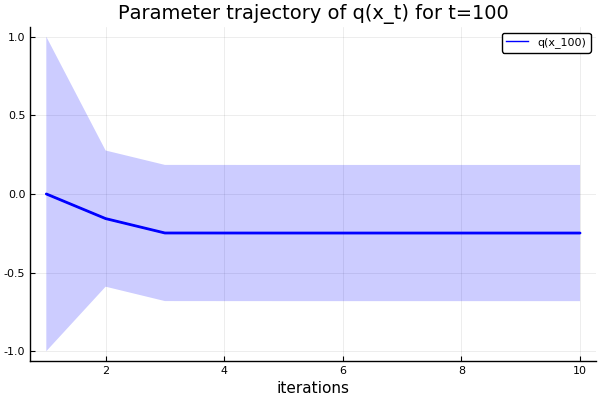 Parameter trajectory of q(x_t) for t=100
q(x_100)
1.0
0.5
0.0
-0.5
-1.0
2 4 6 8 10
iterations